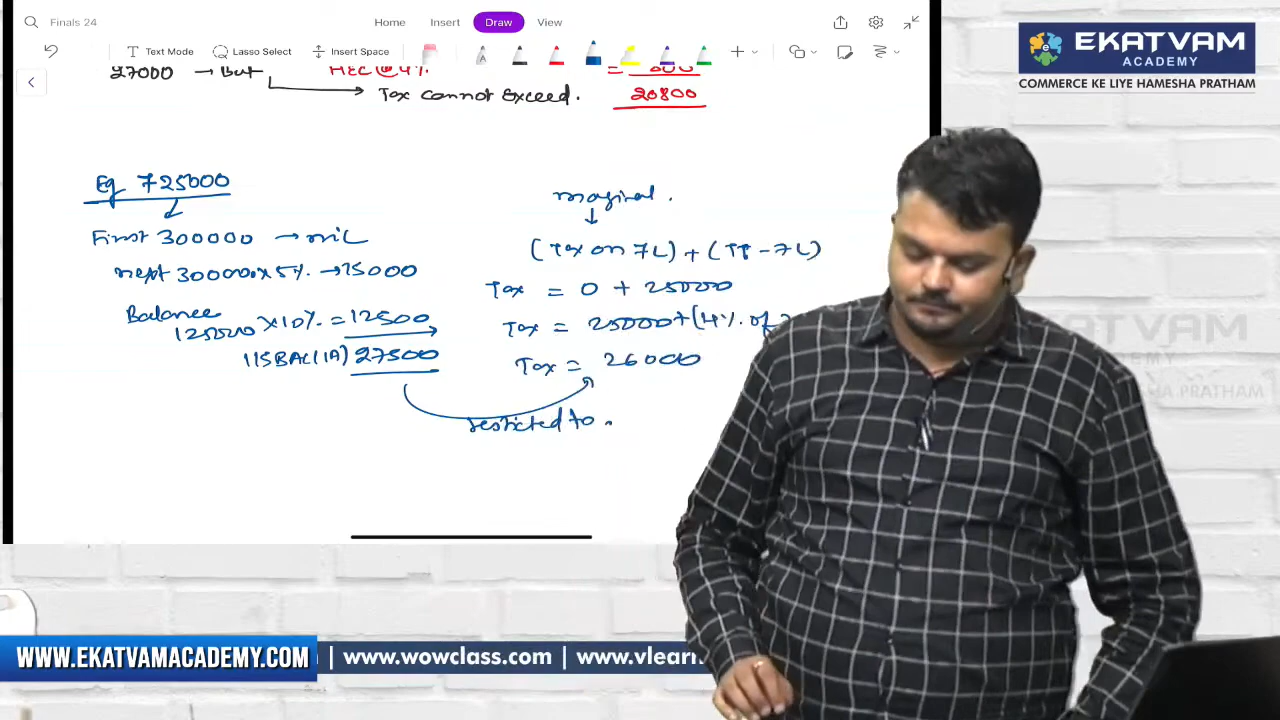 Finals 24
Home Insert Draw View
Text Mode Lasso Select Insert Space
EKATVAM
ACADEMY
COMMERCE KE LIYE HAMESHA PRATHAM
27000 → But HEC @ 4% =
Tax cannot exceed. 20800
Eg 725000
First 300000 → nil
next 300000 x 5% → 15000
Balance
125000 x 10% = 12500
115BAC(1A) 27500
marginal.
(Tax on 7L) + (TI - 7L)
Tax = 0 + 25000
Tax = 25000 + (4% of
Tax = 26000
resticted to.
WWW.EKATVAMACADEMY.COM | www.wowclass.com | www.vlearn